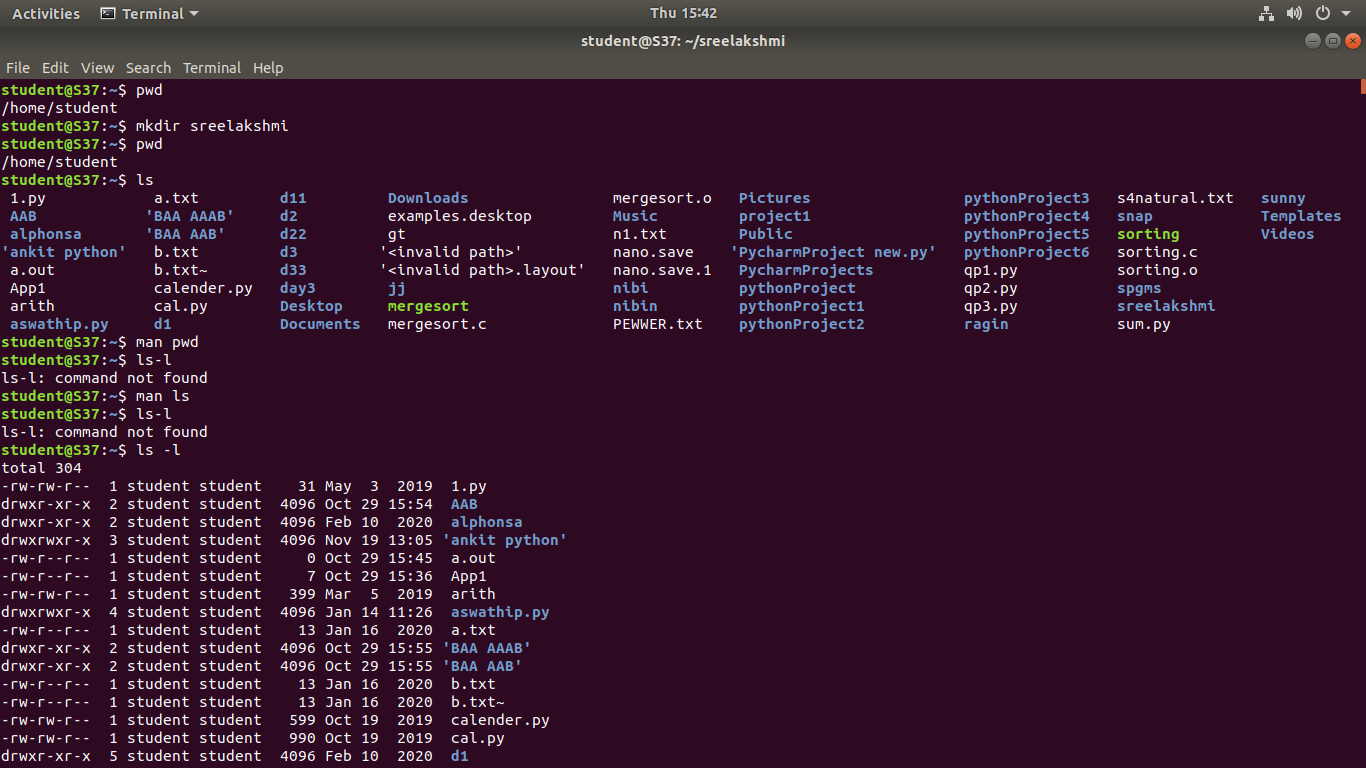 Activities Terminal Thu 15:42
student@S37: ~/sreelakshmi
File Edit View Search Terminal Help
student@S37:~$ pwd
/home/student
student@S37:~$ mkdir sreelakshmi
student@S37:~$ pwd
/home/student
student@S37:~$ ls
1.py a.txt d11 Downloads mergesort.o Pictures pythonProject3 s4natural.txt sunny
AAB 'BAA AAAB' d2 examples.desktop Music project1 pythonProject4 snap Templates
alphonsa 'BAA AAB' d22 gt n1.txt Public pythonProject5 sorting Videos
'ankit python' b.txt d3 '<invalid path>' nano.save 'PycharmProject new.py' pythonProject6 sorting.c
a.out b.txt~ d33 '<invalid path>.layout' nano.save.1 PycharmProjects qp1.py sorting.o
App1 calender.py day3 jj nibi pythonProject qp2.py spgms
arith cal.py Desktop mergesort nibin pythonProject1 qp3.py sreelakshmi
aswathip.py d1 Documents mergesort.c PEWWER.txt pythonProject2 ragin sum.py
student@S37:~$ man pwd
student@S37:~$ ls-l
ls-l: command not found
student@S37:~$ man ls
student@S37:~$ ls-l
ls-l: command not found
student@S37:~$ ls -l
total 304
-rw-rw-r-- 1 student student 31 May 3 2019 1.py
drwxr-xr-x 2 student student 4096 Oct 29 15:54 AAB
drwxr-xr-x 2 student student 4096 Feb 10 2020 alphonsa
drwxrwxr-x 3 student student 4096 Nov 19 13:05 'ankit python'
-rw-r--r-- 1 student student 0 Oct 29 15:45 a.out
-rw-r--r-- 1 student student 7 Oct 29 15:36 App1
-rw-rw-r-- 1 student student 399 Mar 5 2019 arith
drwxrwxr-x 4 student student 4096 Jan 14 11:26 aswathip.py
-rw-r--r-- 1 student student 13 Jan 16 2020 a.txt
drwxr-xr-x 2 student student 4096 Oct 29 15:55 'BAA AAAB'
drwxr-xr-x 2 student student 4096 Oct 29 15:55 'BAA AAB'
-rw-r--r-- 1 student student 13 Jan 16 2020 b.txt
-rw-r--r-- 1 student student 13 Jan 16 2020 b.txt~
-rw-rw-r-- 1 student student 599 Oct 19 2019 calender.py
-rw-rw-r-- 1 student student 990 Oct 19 2019 cal.py
drwxr-xr-x 5 student student 4096 Feb 10 2020 d1